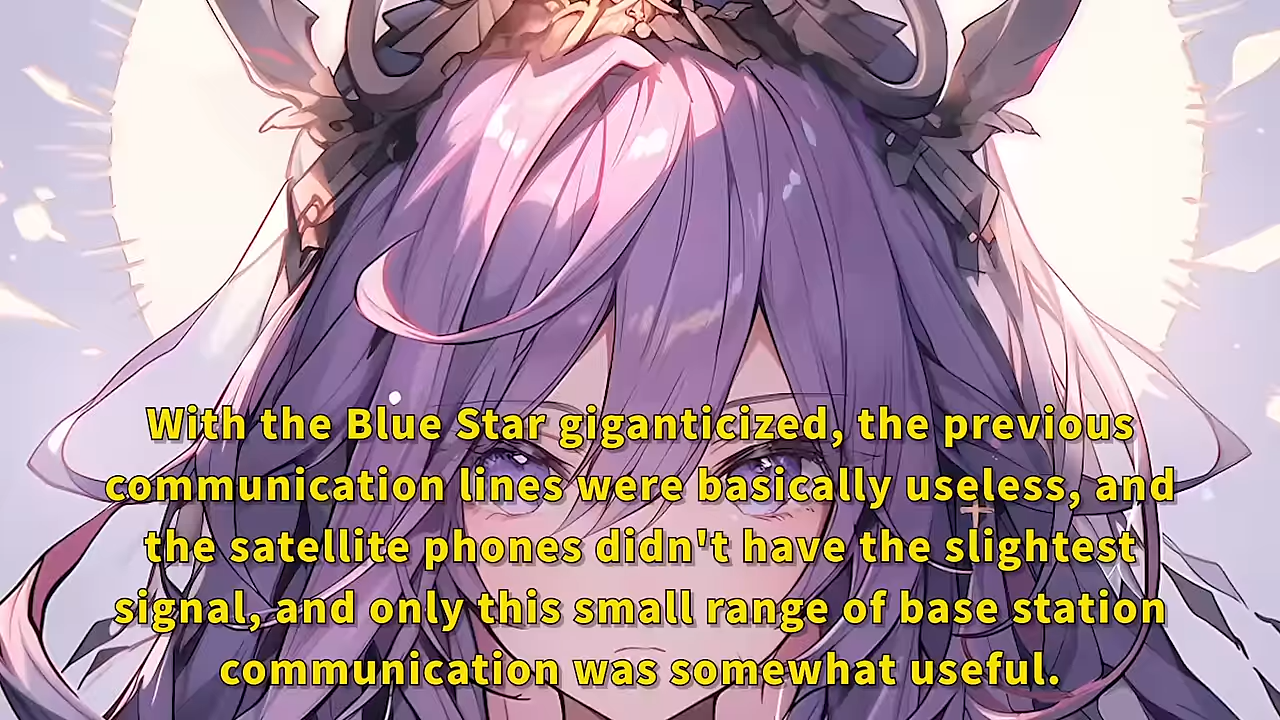 With the Blue Star giganticized, the previous
communication lines were basically useless, and
the satellite phones didn't have the slightest
signal, and only this small range of base station
communication was somewhat useful.